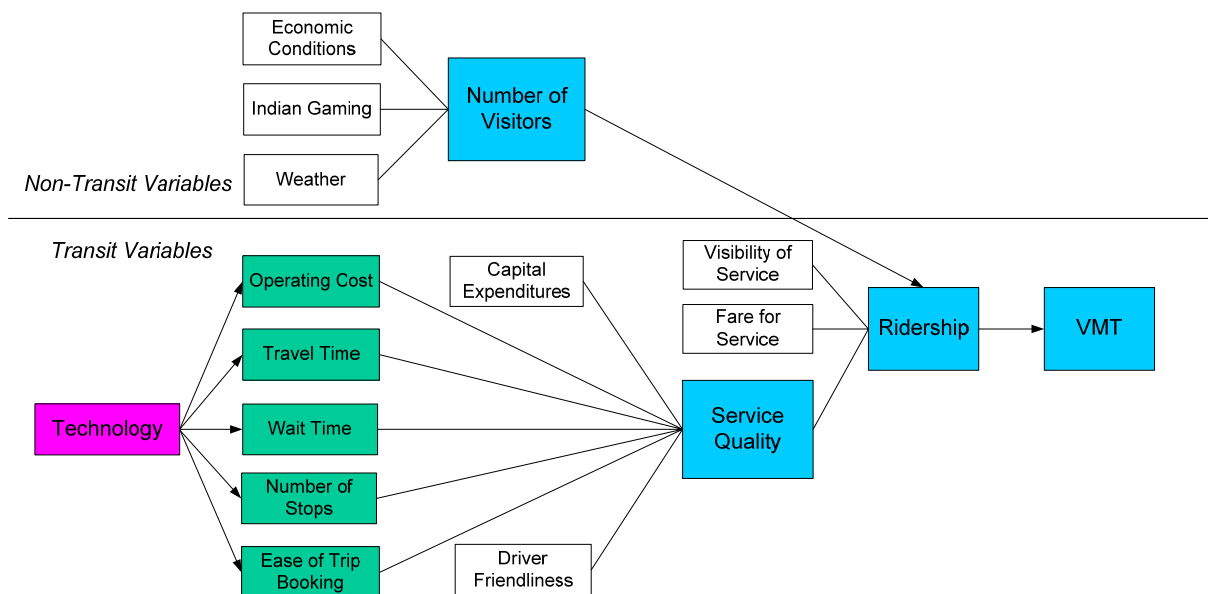 Economic
Conditions
Indian Gaming
Weather
Number of
Visitors
Non-Transit Variables
Transit Variables
Operating Cost
Travel Time
Wait Time
Number of
Stops
Ease of Trip
Booking
Technology
Capital
Expenditures
Driver
Friendliness
Visibility of
Service
Fare for
Service
Service
Quality
Ridership
VMT